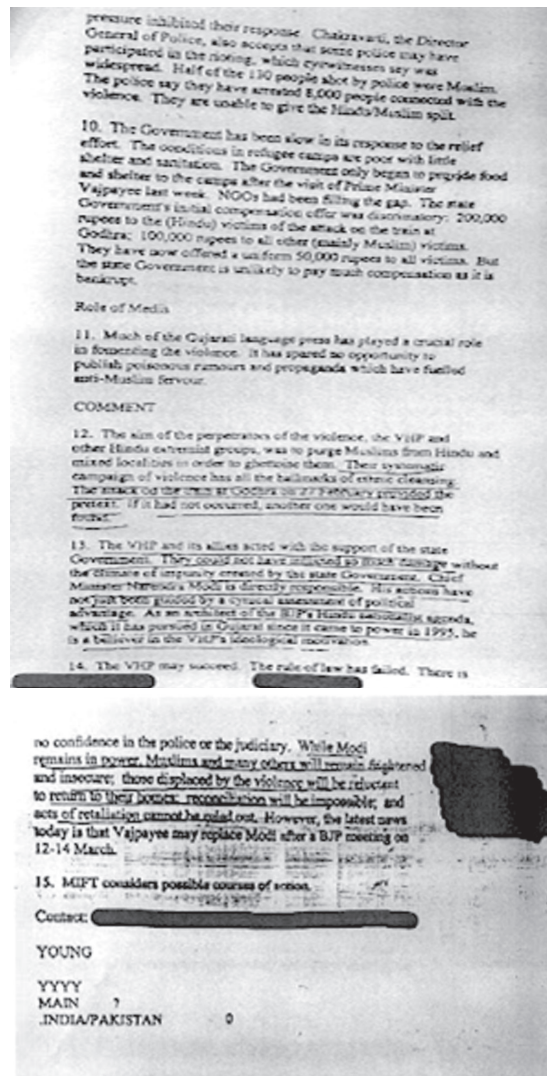 pressure inhibited their response. Chakravarti, the Director
General of Police, also accepts that some police may have
participated in the rioting, which eyewitnesses say was
widespread. Half of the 130 people shot by police were Moslim.
The police say they have arrested 8,000 people connected with the
violence. They are unable to give the Hindu/Muslim split.
10. The Government has been slow in its response to the relief
effort. The conditions in refugee camps are poor with little
shelter and sanitation. The Government only began to provide food
and shelter to the camps after the visit of Prime Minister
Vajpayee last week. NGOs had been filling the gap. The state
Government's initial compensation offer was discriminatory: 200,000
rupees to the (Hindu) victims of the attack on the train at
Godhra; 100,000 rupees to all other (mainly Muslim) victims.
They have now offered a uniform 50,000 rupees to all victims. But
the state Government is unlikely to pay much compensation as it is
bankrupt.
Role of Media
11. Much of the Gujarati language press has played a crucial role
in fomenting the violence. It has spared no opportunity to
publish poisonous rumours and propaganda which have fuelled
anti-Muslim fervour.
COMMENT
12. The aim of the perpetrators of the violence, the VHP and
other Hindu extremist groups, was to purge Muslims from Hindu and
mixed localities in order to ghettoise them. Their systematic
campaign of violence has all the hallmarks of ethnic cleansing.
The attack on the train at Godhra on 27 February provided the
pretext. If it had not occurred, another one would have been
found.
13. The VHP and its allies acted with the support of the state
Government. They could not have inflicted so much damage without
the climate of impunity created by the state Government. Chief
Minister Narendra Modi is directly responsible. His actions have
not just been guided by a cynical assessment of political
advantage. As an architect of the BJP's Hindu nationalist agenda,
which it has pursued in Gujarat since it came to power in 1995, he
is a believer in the VHP's ideological motivation.
14. The VHP may succeed. The rule of law has failed. There is
no confidence in the police or the judiciary. While Modi
remains in power, Muslims and many others will remain frightened
and insecure; those displaced by the violence will be reluctant
to return to their homes; reconciliation will be impossible; and
acts of retaliation cannot be ruled out. However, the latest news
today is that Vajpayee may replace Modi after a BJP meeting on
12-14 March.
15. MIFT considers possible courses of action.
Contact:
YOUNG
YYYY
MAIN ?
.INDIA/PAKISTAN 0